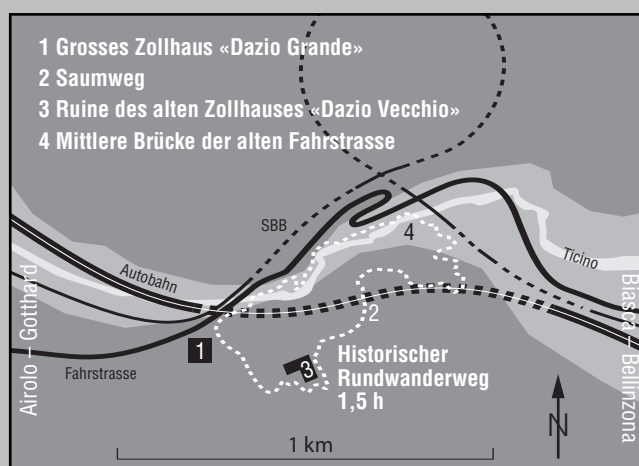 1 Grosses Zollhaus «Dazio Grande»
2 Saumweg
3 Ruine des alten Zollhauses «Dazio Vecchio»
4 Mittlere Brücke der alten Fahrstrasse
SBB
4
Ticino
Autobahn
Airolo – Gotthard
Biasca – Bellinzona
2
1
3
Historischer
Rundwanderweg
1,5 h
Fahrstrasse
N
1 km